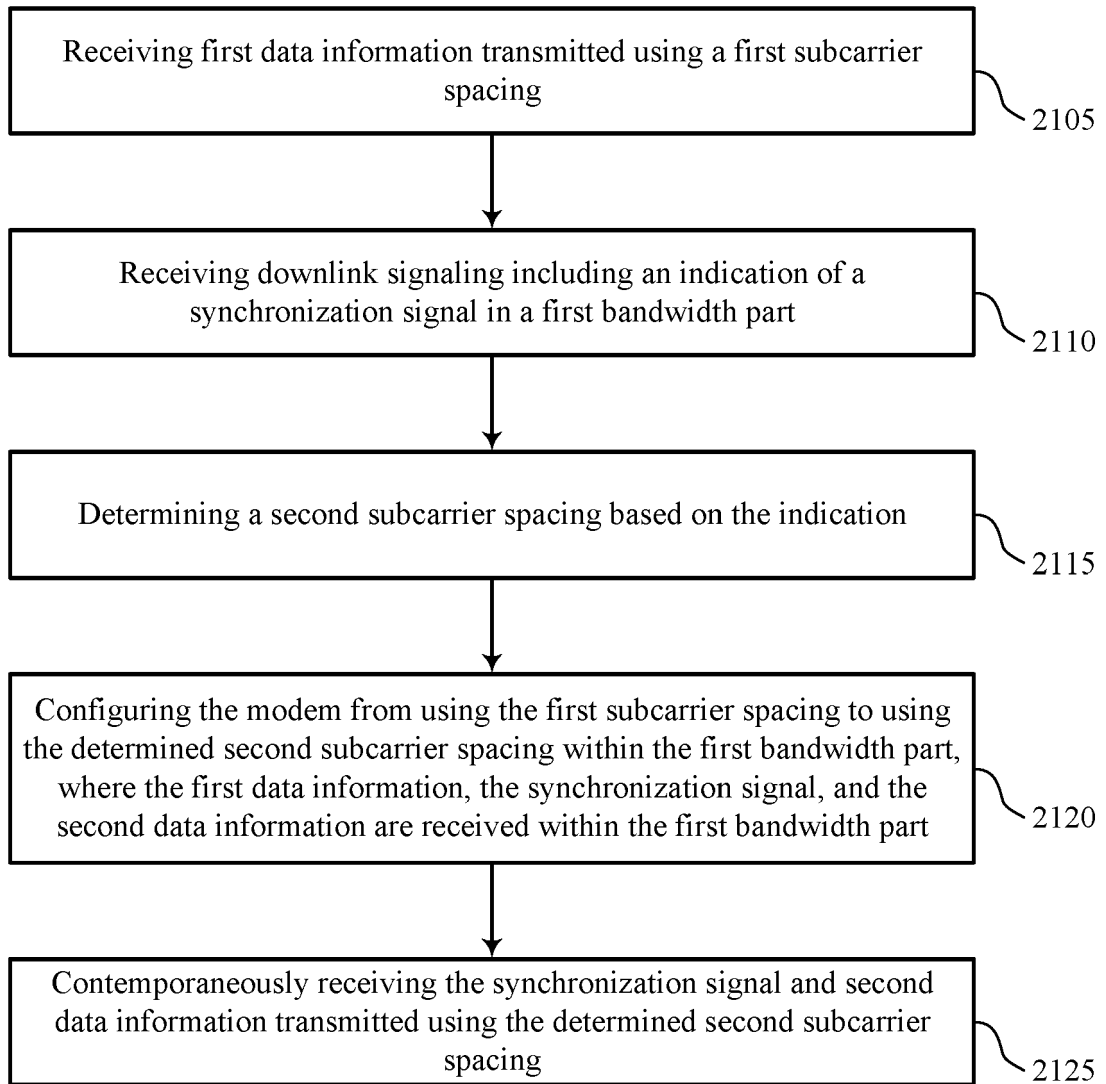 Receiving first data information transmitted using a first subcarrier
spacing
2105
Receiving downlink signaling including an indication of a
synchronization signal in a first bandwidth part
2110
Determining a second subcarrier spacing based on the indication
2115
Configuring the modem from using the first subcarrier spacing to using
the determined second subcarrier spacing within the first bandwidth part,
where the first data information, the synchronization signal, and the
second data information are received within the first bandwidth part
2120
Contemporaneously receiving the synchronization signal and second
data information transmitted using the determined second subcarrier
spacing
2125